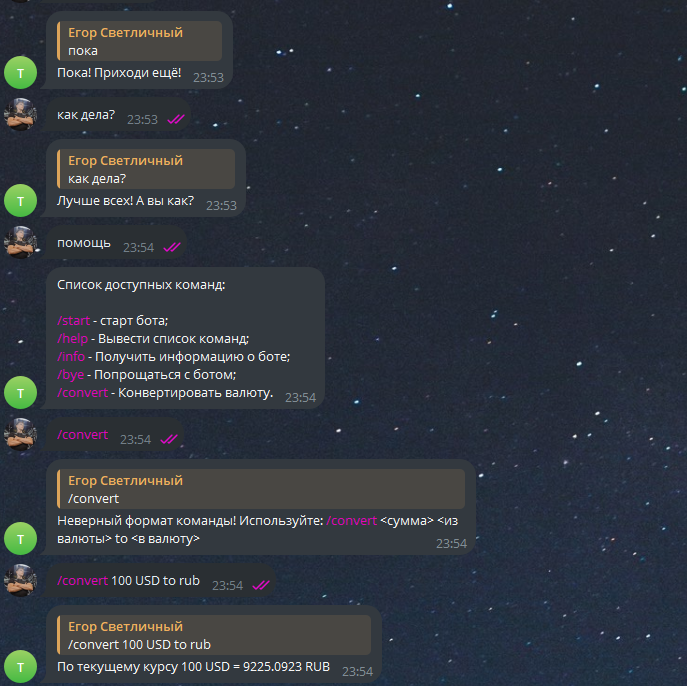 Егор Светличный
пока
Пока! Приходи ещё! 23:53
T
как дела? 23:53
Егор Светличный
как дела?
Лучше всех! А вы как? 23:53
T
помощь 23:54
Список доступных команд:
/start - старт бота;
/help - Вывести список команд;
/info - Получить информацию о боте;
/bye - Попрощаться с ботом;
/convert - Конвертировать валюту. 23:54
T
/convert 23:54
Егор Светличный
/convert
Неверный формат команды! Используйте: /convert <сумма> <из
валюты> to <в валюту> 23:54
T
/convert 100 USD to rub 23:54
Егор Светличный
/convert 100 USD to rub
По текущему курсу 100 USD = 9225.0923 RUB 23:54
T